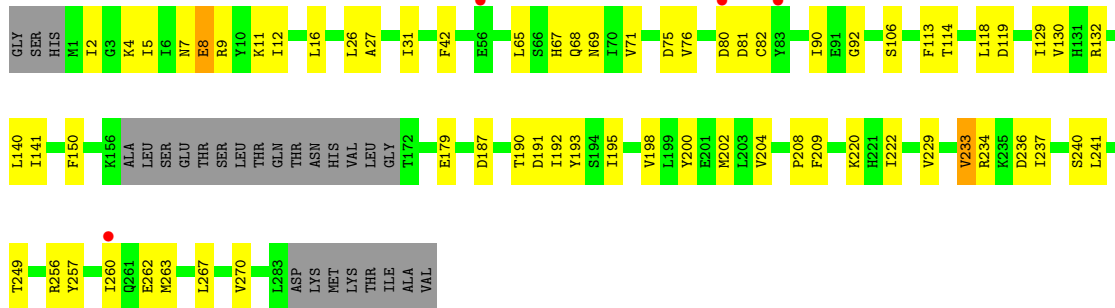 GLY SER HIS M1 I2 G3 K4 I5 I6 N7 E8 R9 Y10 K11 I12 L16 L26 A27 I31 F42 E56 L65 S66 H67 Q68 N69 I70 V71 D75 V76 D80 D81 C82 Y83 I90 E91 G92 S106 F113 T114 L118 D119 I129 V130 H131 R132
L140 I141 F150 K156 ALA LEU SER GLU THR SER LEU THR GLN THR ASN HIS VAL LEU GLY T172 E179 D187 T190 D191 I192 Y193 S194 I195 V198 L199 Y200 E201 M202 L203 V204 P208 F209 K220 H221 I222 V229 V233 R234 K235 D236 I237 S240 L241
T249 R256 Y257 I260 Q261 E262 M263 L267 V270 L283 ASP LYS MET LYS THR ILE ALA VAL